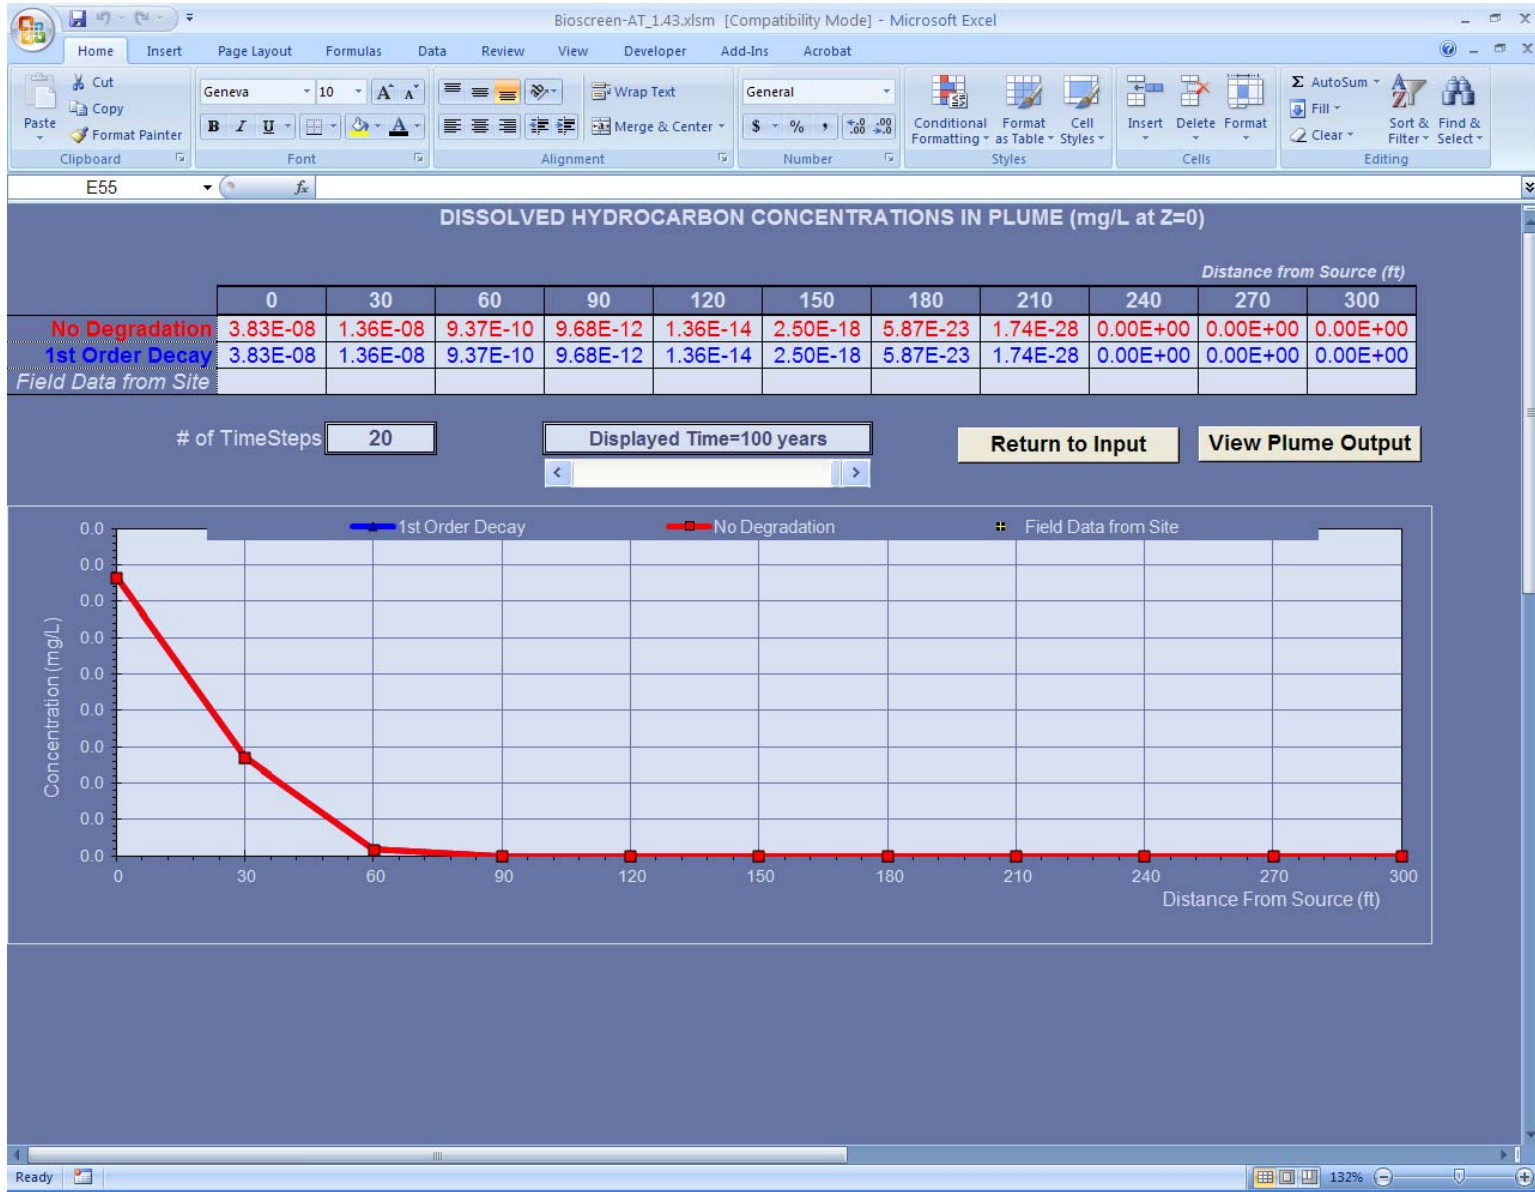 Bioscreen-AT_1.43.xlsm [Compatibility Mode] - Microsoft Excel
Home Insert Page Layout Formulas Data Review View Developer Add-Ins Acrobat
Paste
Cut
Copy
Format Painter
Clipboard
Geneva 10 A A
B I U A
Font
Wrap Text
Merge & Center
Alignment
General
$ % , .00 .0 .00
Number
Conditional Formatting
Format as Table
Cell Styles
Styles
Insert Delete Format
Cells
Σ AutoSum
Fill
Clear
Sort & Filter
Find & Select
Editing
E55 fx
DISSOLVED HYDROCARBON CONCENTRATIONS IN PLUME (mg/L at Z=0)
Distance from Source (ft)
0 30 60 90 120 150 180 210 240 270 300
No Degradation 3.83E-08 1.36E-08 9.37E-10 9.68E-12 1.36E-14 2.50E-18 5.87E-23 1.74E-28 0.00E+00 0.00E+00 0.00E+00
1st Order Decay 3.83E-08 1.36E-08 9.37E-10 9.68E-12 1.36E-14 2.50E-18 5.87E-23 1.74E-28 0.00E+00 0.00E+00 0.00E+00
Field Data from Site
# of TimeSteps 20 Displayed Time=100 years Return to Input View Plume Output
1st Order Decay No Degradation Field Data from Site
0.0
0.0
0.0
0.0
0.0
0.0
0.0
0.0
0.0
0.0
Concentration (mg/L)
0 30 60 90 120 150 180 210 240 270 300
Distance From Source (ft)
Ready 132%